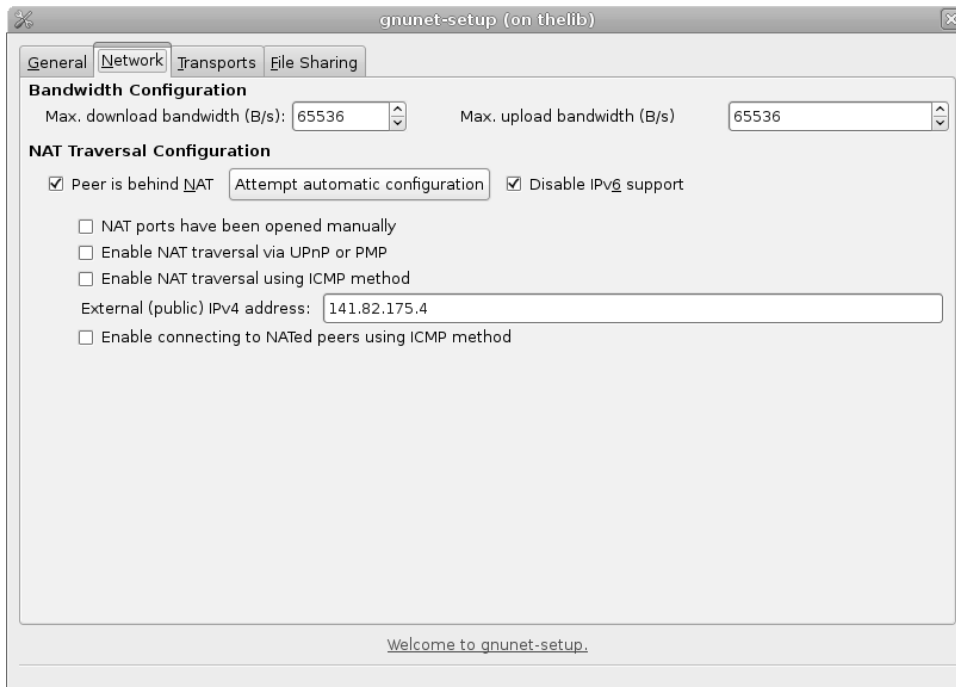 gnunet-setup (on thelib)
General Network Transports File Sharing
Bandwidth Configuration
Max. download bandwidth (B/s): 65536 Max. upload bandwidth (B/s) 65536
NAT Traversal Configuration
Peer is behind NAT Attempt automatic configuration Disable IPv6 support
NAT ports have been opened manually
Enable NAT traversal via UPnP or PMP
Enable NAT traversal using ICMP method
External (public) IPv4 address: 141.82.175.4
Enable connecting to NATed peers using ICMP method
Welcome to gnunet-setup.